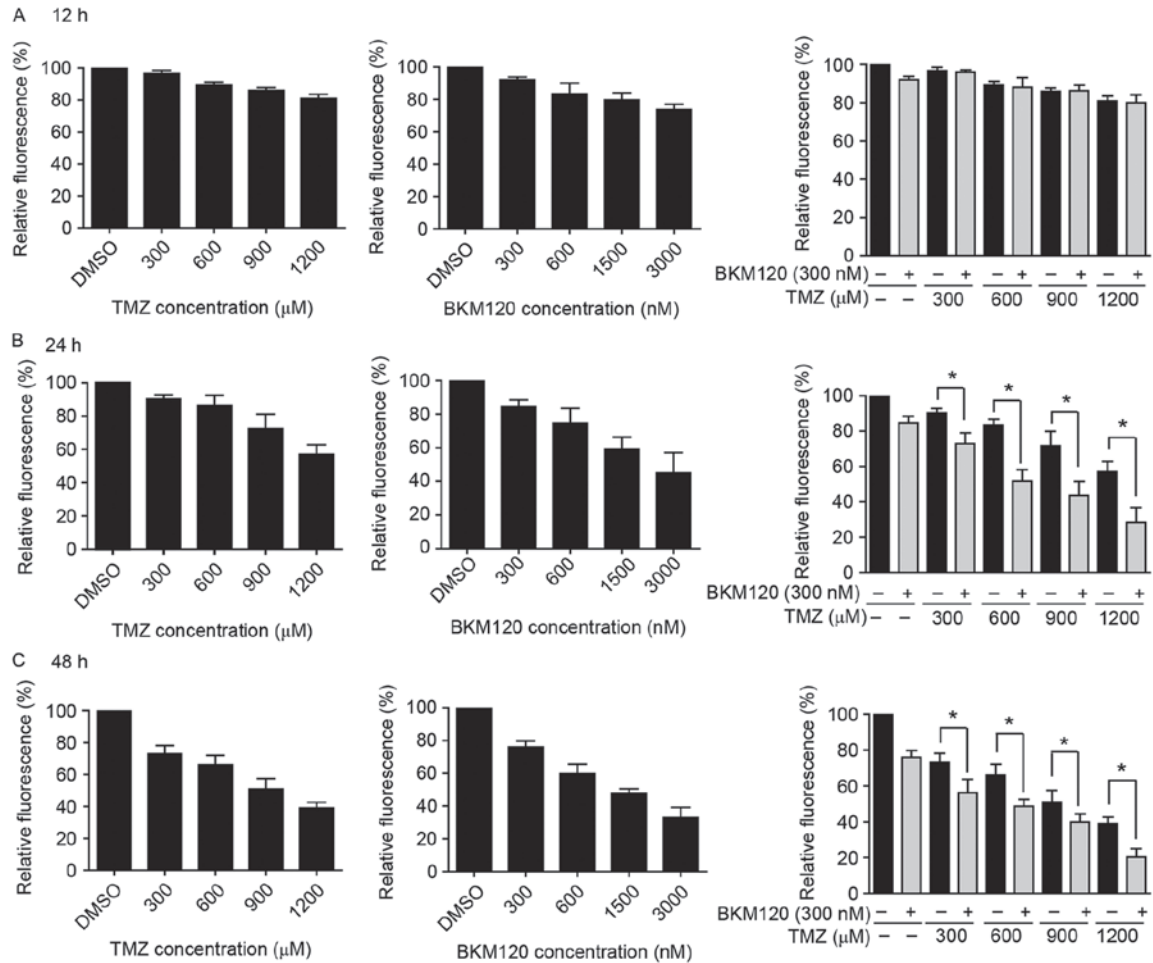 A 12 h
Relative fluorescence (%)
100
80
60
40
20
0
DMSO 300 600 900 1200
TMZ concentration (μM)
Relative fluorescence (%)
100
80
60
40
20
0
DMSO 300 600 1500 3000
BKM120 concentration (nM)
Relative fluorescence (%)
100
80
60
40
20
0
BKM120 (300 nM) – + – + – + – + – +
TMZ (μM) – – 300 600 900 1200
B 24 h
Relative fluorescence (%)
100
80
60
40
20
0
DMSO 300 600 900 1200
TMZ concentration (μM)
Relative fluorescence (%)
100
80
60
40
20
0
DMSO 300 600 1500 3000
BKM120 concentration (nM)
Relative fluorescence (%)
100
80
60
40
20
0
* * * *
BKM120 (300 nM) – + – + – + – + – +
TMZ (μM) – – 300 600 900 1200
C 48 h
Relative fluorescence (%)
100
80
60
40
20
0
DMSO 300 600 900 1200
TMZ concentration (μM)
Relative fluorescence (%)
100
80
60
40
20
0
DMSO 300 600 1500 3000
BKM120 concentration (nM)
Relative fluorescence (%)
100
80
60
40
20
0
* * * *
BKM120 (300 nM) – + – + – + – + – +
TMZ (μM) – – 300 600 900 1200